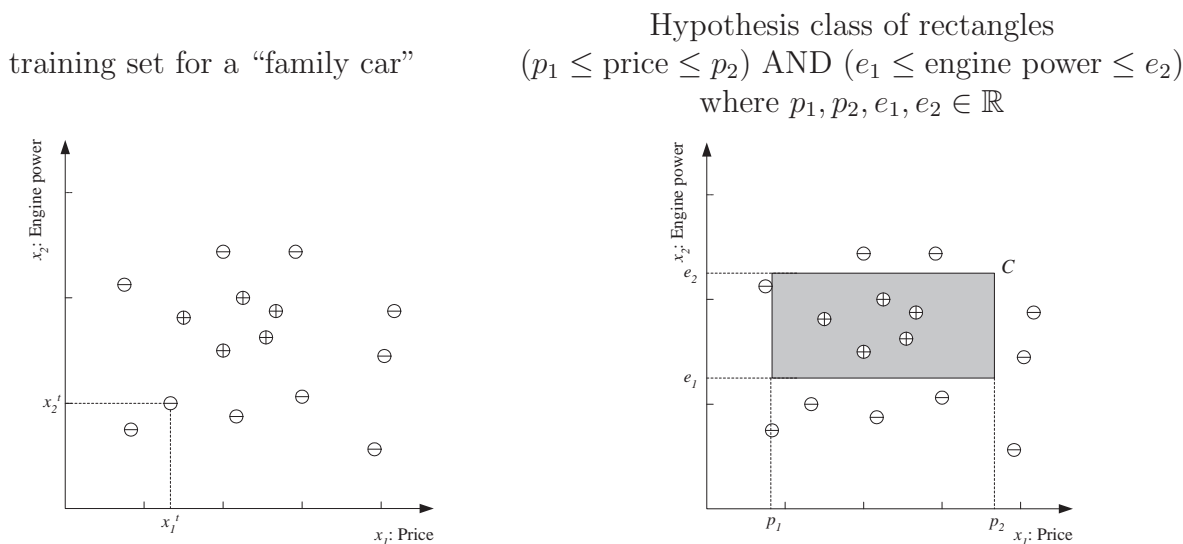 training set for a “family car”
Hypothesis class of rectangles
(p₁ ≤ price ≤ p₂) AND (e₁ ≤ engine power ≤ e₂)
where p₁, p₂, e₁, e₂ ∈ ℝ
x₂: Engine power
x₂ᵗ
x₁ᵗ
x₁: Price
x₂: Engine power
e₂
C
e₁
p₁
p₂
x₁: Price